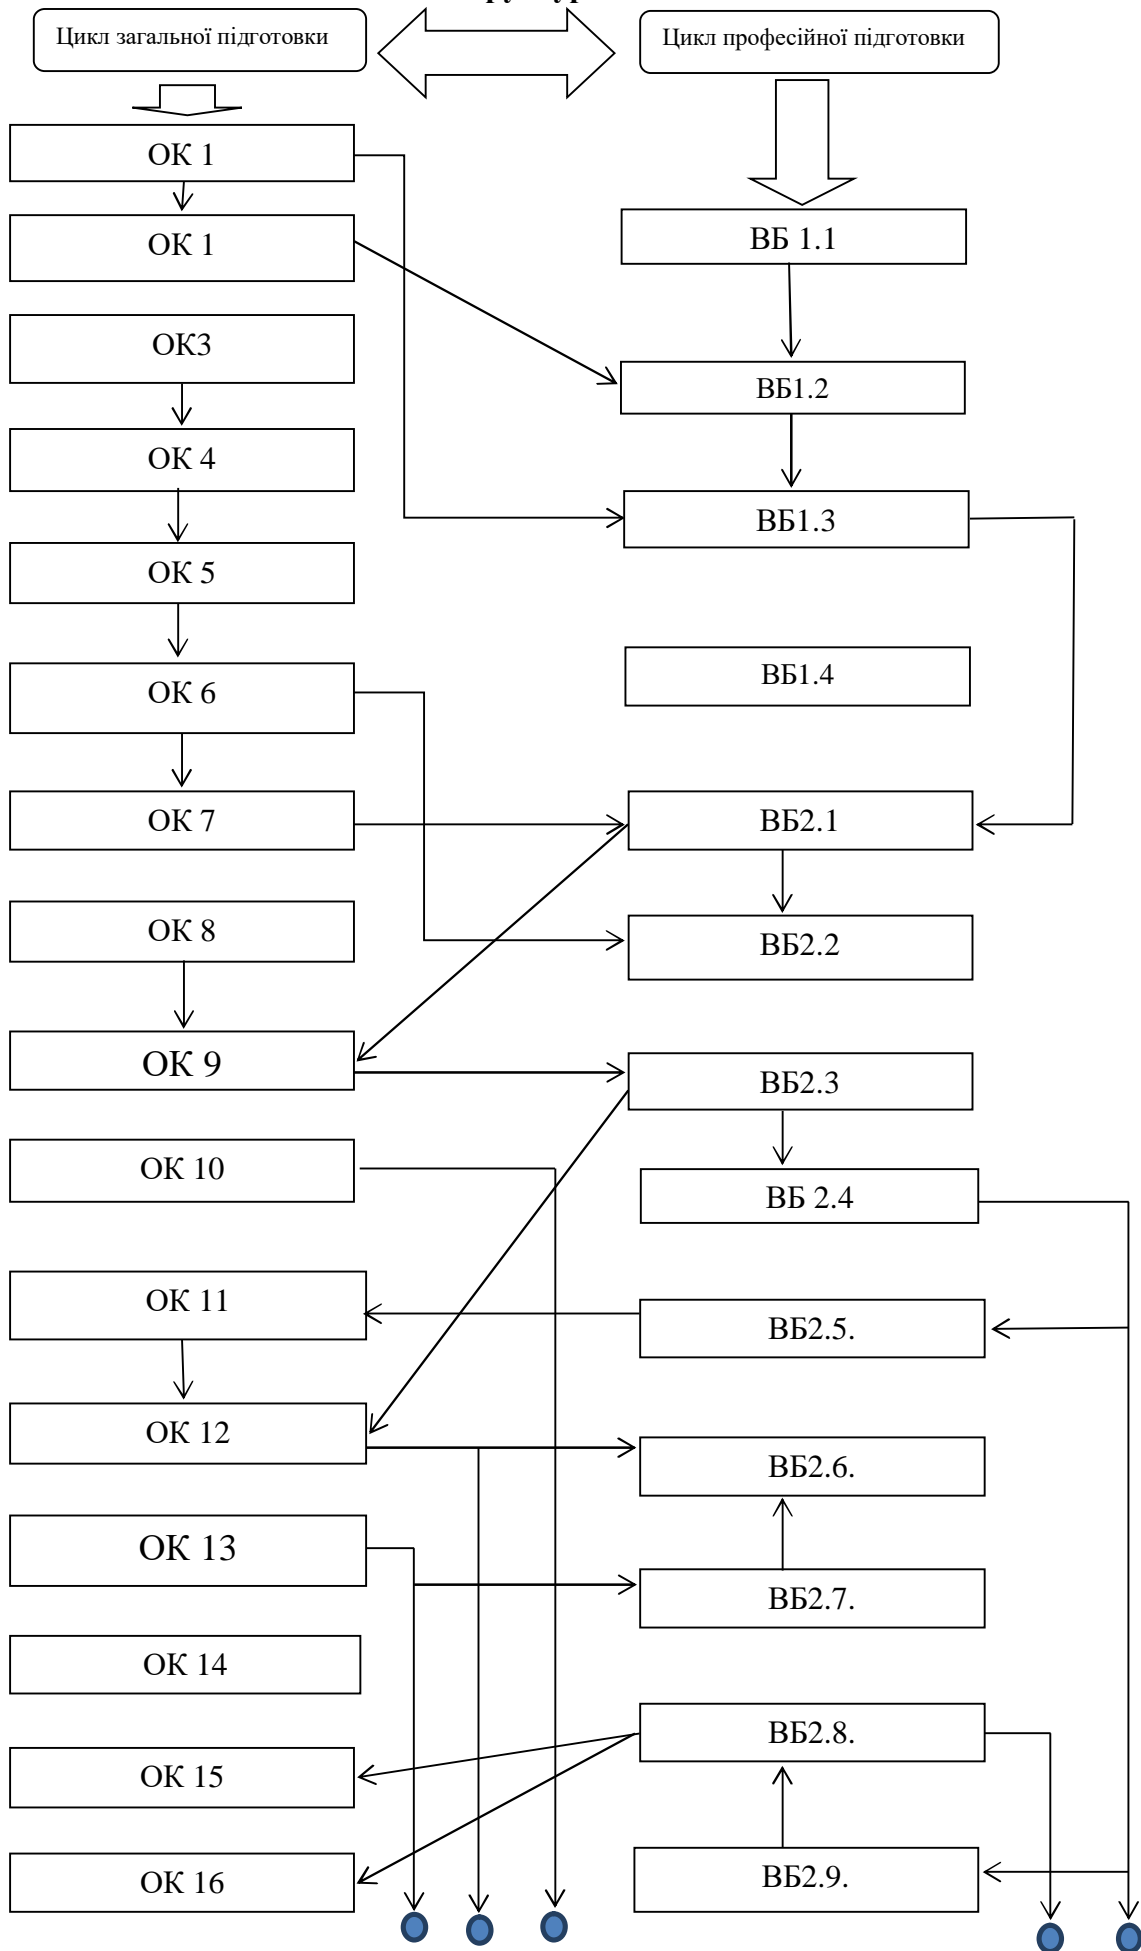 Цикл загальної підготовки
Цикл професійної підготовки
ОК 1
ОК 1
ВБ 1.1
ОК3
ВБ1.2
ОК 4
ВБ1.3
ОК 5
ОК 6
ВБ1.4
ОК 7
ВБ2.1
ОК 8
ВБ2.2
ОК 9
ВБ2.3
ОК 10
ВБ 2.4
ОК 11
ВБ2.5.
ОК 12
ВБ2.6.
ОК 13
ВБ2.7.
ОК 14
ВБ2.8.
ОК 15
ОК 16
ВБ2.9.